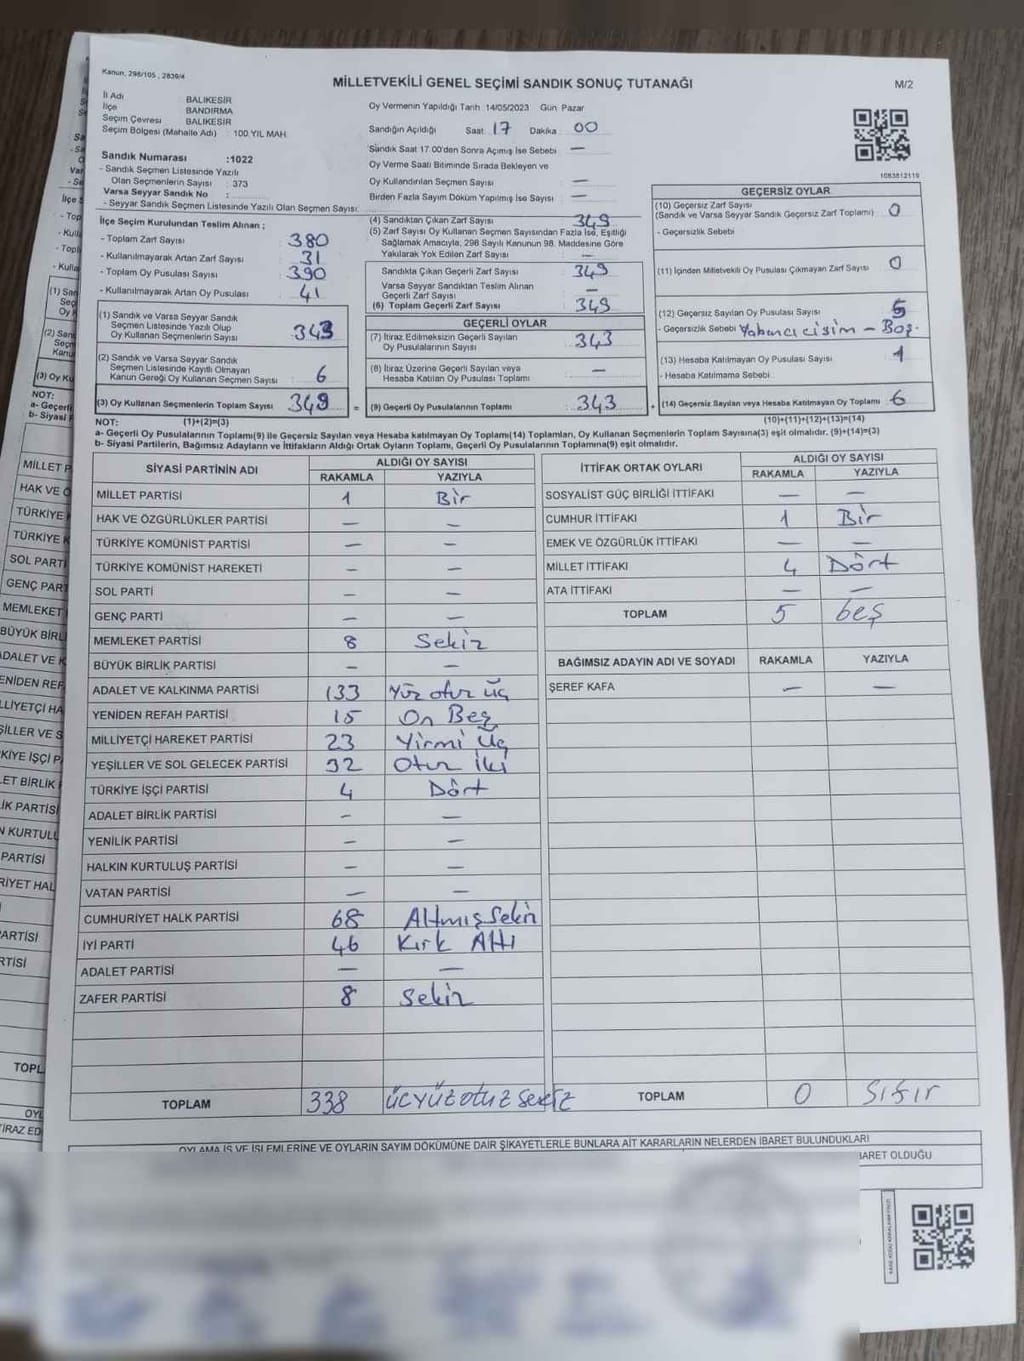 Kanun, 298/105 , 2839/4
MİLLETVEKİLİ GENEL SEÇİMİ SANDIK SONUÇ TUTANAĞI
M/2
İl Adı BALIKESİR
İlçe BANDIRMA
Seçim Çevresi BALIKESİR
Seçim Bölgesi (Mahalle Adı) : 100.YIL MAH.
Sandık Numarası :1022
- Sandık Seçmen Listesinde Yazılı
Olan Seçmenlerin Sayısı : 373
Varsa Seyyar Sandık No :
- Seyyar Sandık Seçmen Listesinde Yazılı Olan Seçmen Sayısı:
Oy Vermenin Yapıldığı Tarih 14/05/2023 Gün Pazar
Sandığın Açıldığı Saat: 17 Dakika: 00
Sandık Saat 17.00'den Sonra Açımış İse Sebebi —
Oy Verme Saati Bitiminde Sırada Bekleyen ve
Oy Kullandırılan Seçmen Sayısı —
Birden Fazla Sayım Döküm Yapılmış İse Sayısı —
1083812119
İlçe Seçim Kurulundan Teslim Alınan ;
- Toplam Zarf Sayısı 380
- Kullanılmayarak Artan Zarf Sayısı 31
- Toplam Oy Pusulası Sayısı 390
- Kullanılmayarak Artan Oy Pusulası 41
(1) Sandık ve Varsa Seyyar Sandık
Seçmen Listesinde Yazılı Olup
Oy Kullanan Seçmenlerin Sayısı 343
(2) Sandık ve Varsa Seyyar Sandık
Seçmen Listesinde Kayıtlı Olmayan
Kanun Gereği Oy Kullanan Seçmen Sayısı 6
(3) Oy Kullanan Seçmenlerin Toplam Sayısı 349 =
(4) Sandıktan Çıkan Zarf Sayısı 349
(5) Zarf Sayısı Oy Kullanan Seçmen Sayısından Fazla İse, Eşitliği
Sağlamak Amacıyla, 298 Sayılı Kanunun 98. Maddesine Göre
Yakılarak Yok Edilen Zarf Sayısı —
Sandıkta Çıkan Geçerli Zarf Sayısı 349
Varsa Seyyar Sandıktan Teslim Alınan
Geçerli Zarf Sayısı —
(6) Toplam Geçerli Zarf Sayısı 349
GEÇERLİ OYLAR
(7) İtiraz Edilmeksizin Geçerli Sayılan
Oy Pusulalarının Sayısı 343
(8) İtiraz Üzerine Geçerli Sayılan veya
Hesaba Katılan Oy Pusulaları Toplamı —
(9) Geçerli Oy Pusulalarının Toplamı 343 +
GEÇERSİZ OYLAR
(10) Geçersiz Zarf Sayısı
(Sandık ve Varsa Seyyar Sandık Geçersiz Zarf Toplamı) 0
- Geçersizlik Sebebi
(11) İçinden Milletvekili Oy Pusulası Çıkmayan Zarf Sayısı 0
(12) Geçersiz Sayılan Oy Pusulası Sayısı 5
- Geçersizlik Sebebi Yabancı cisim - Boş.
(13) Hesaba Katılmayan Oy Pusulası Sayısı 1
- Hesaba Katılmama Sebebi
(14) Geçersiz Sayılan veya Hesaba Katılmayan Oy Toplamı 6
NOT: (1)+(2)=(3) (10)+(11)+(12)+(13)=(14)
a- Geçerli Oy Pusulalarının Toplamı(9) ile Geçersiz Sayılan veya Hesaba katılmayan Oy Toplamı(14) Toplamları, Oy Kullanan Seçmenlerin Toplam Sayısına(3) eşit olmalıdır. (9)+(14)=(3)
b- Siyasi Partilerin, Bağımsız Adayların ve İttifakların Aldığı Ortak Oyların Toplamı, Geçerli Oy Pusulalarının Toplamına(9) eşit olmalıdır.
SİYASİ PARTİNİN ADI ALDIĞI OY SAYISI
RAKAMLA YAZIYLA
MİLLET PARTİSİ 1 Bir
HAK VE ÖZGÜRLÜKLER PARTİSİ — —
TÜRKİYE KOMÜNİST PARTİSİ — —
TÜRKİYE KOMÜNİST HAREKETİ — —
SOL PARTİ — —
GENÇ PARTİ — —
MEMLEKET PARTİSİ 8 Sekiz
BÜYÜK BİRLİK PARTİSİ — —
ADALET VE KALKINMA PARTİSİ 133 Yüz otuz üç
YENİDEN REFAH PARTİSİ 15 On Beş
MİLLİYETÇİ HAREKET PARTİSİ 23 Yirmi üç
YEŞİLLER VE SOL GELECEK PARTİSİ 32 Otuz İki
TÜRKİYE İŞÇİ PARTİSİ 4 Dört
ADALET BİRLİK PARTİSİ — —
YENİLİK PARTİSİ — —
HALKIN KURTULUŞ PARTİSİ — —
VATAN PARTİSİ — —
CUMHURİYET HALK PARTİSİ 68 Altmış Sekiz
İYİ PARTİ 46 Kırk Altı
ADALET PARTİSİ — —
ZAFER PARTİSİ 8 Sekiz
TOPLAM 338 ÜÇYÜZ otuz sekiz
İTTİFAK ORTAK OYLARI ALDIĞI OY SAYISI
RAKAMLA YAZIYLA
SOSYALİST GÜÇ BİRLİĞİ İTTİFAKI — —
CUMHUR İTTİFAKI 1 Bir
EMEK VE ÖZGÜRLÜK İTTİFAKI — —
MİLLET İTTİFAKI 4 Dört
ATA İTTİFAKI — —
TOPLAM 5 beş
BAĞIMSIZ ADAYIN ADI VE SOYADI RAKAMLA YAZIYLA
ŞEREF KAFA — —
TOPLAM 0 Sıfır
OYLAMA İŞ VE İŞLEMLERİNE VE OYLARIN SAYIM DÖKÜMÜNE DAİR ŞİKAYETLERLE BUNLARA AİT KARARLARIN NELERDEN İBARET BULUNDUKLARI
BARET OLDUĞU